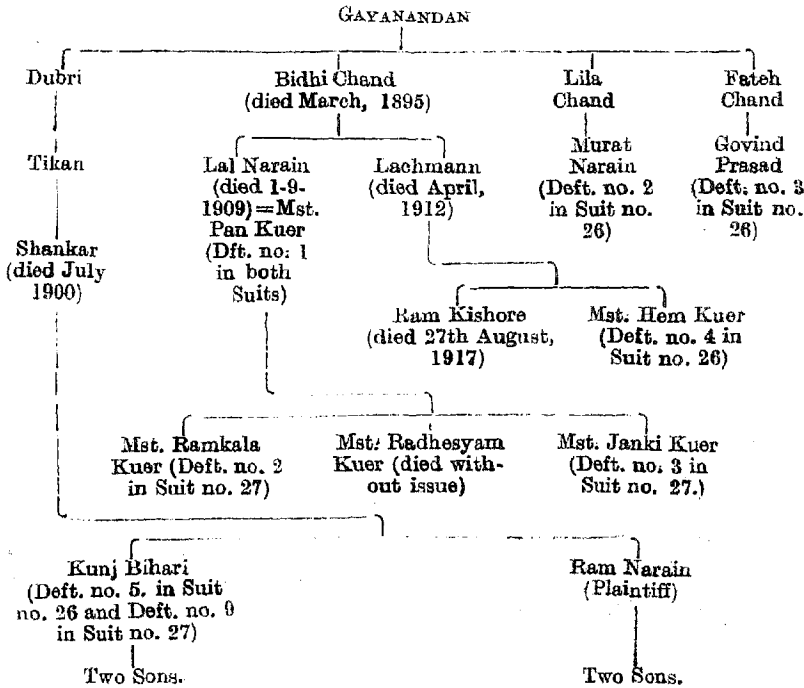 GAYANANDAN
Dubri
Bidhi Chand
(died March, 1895)
Lila
Chand
Fateh
Chand
Tikan
Lal Narain
(died 1-9-
1909)=Mst.
Pan Kuer
(Dft. no. 1
in both
Suits)
Lachmann
(died April,
1912)
Murat
Narain
(Deft. no. 2
in Suit no.
26)
Govind
Prasad
(Deft. no. 3
in Suit no.
26)
Shankar
(died July
1900)
Ram Kishore
(died 27th August,
1917)
Mst. Hem Kuer
(Deft. no. 4 in
Suit no. 26)
Mst. Ramkala
Kuer (Deft. no. 2
in Suit no. 27)
Mst. Radhesyam
Kuer (died with-
out issue)
Mst. Janki Kuer
(Deft. no. 3 in
Suit no. 27.)
Kunj Bihari
(Deft. no. 5. in Suit
no. 26 and Deft. no. 9
in Suit no. 27)
Ram Narain
(Plaintiff)
Two Sons.
Two Sons.